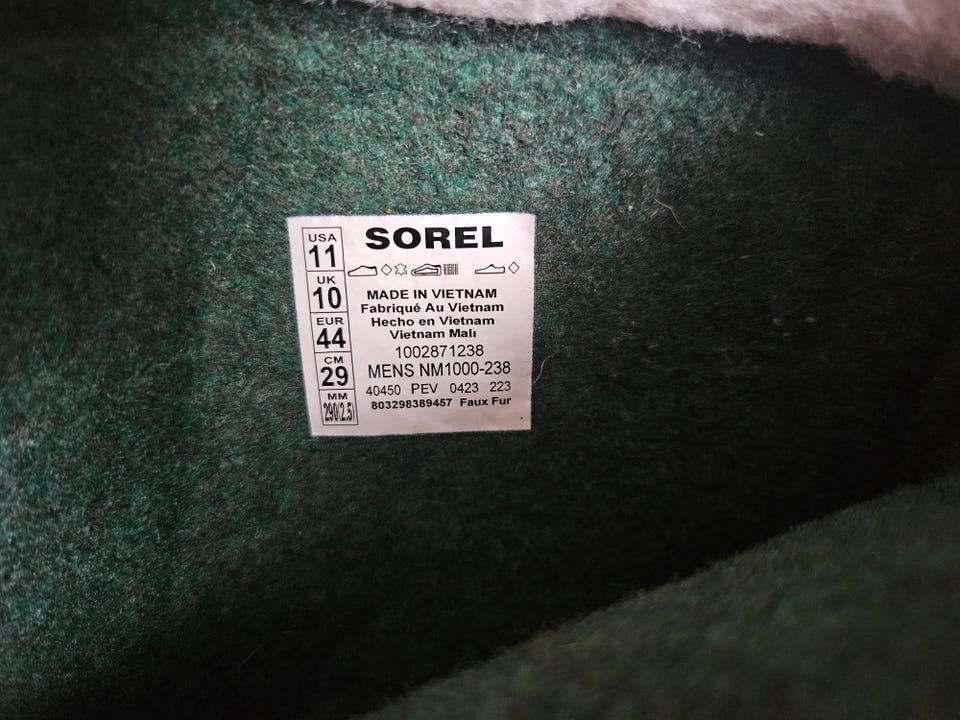 USA
11
UK
10
EUR
44
CM
29
MM
290(2.5)
SOREL
MADE IN VIETNAM
Fabriqué Au Vietnam
Hecho en Vietnam
Vietnam Malı
1002871238
MENS NM1000-238
40450 PEV 0423 223
803298389457 Faux Fur